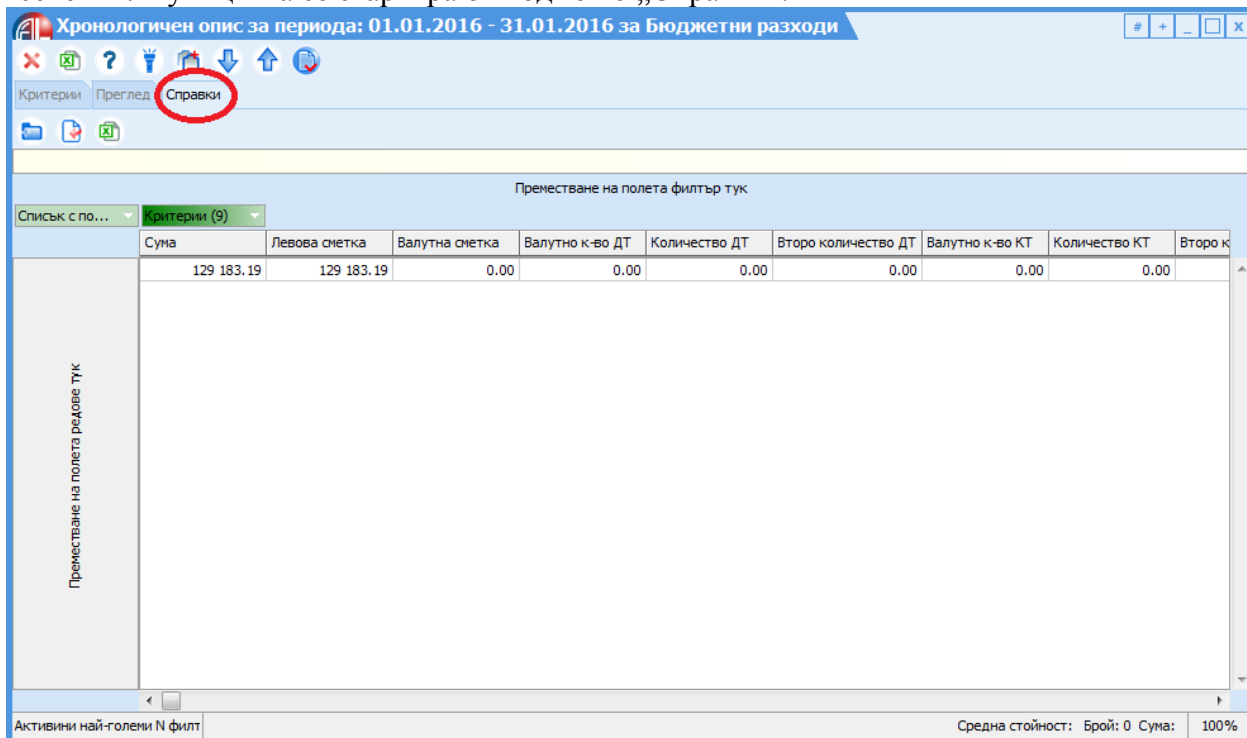 Хронологичен опис за периода: 01.01.2016 - 31.01.2016 за Бюджетни разходи
Критерии Преглед Справки
Преместване на полета филтър тук
Списък с по... Критерии (9)
Сума Левова сметка Валутна сметка Валутно к-во ДТ Количество ДТ Второ количество ДТ Валутно к-во КТ Количество КТ Второ к
129 183.19 129 183.19 0.00 0.00 0.00 0.00 0.00 0.00
Преместване на полета редове тук
Активини най-големи N филт Средна стойност: Брой: 0 Сума: 100%